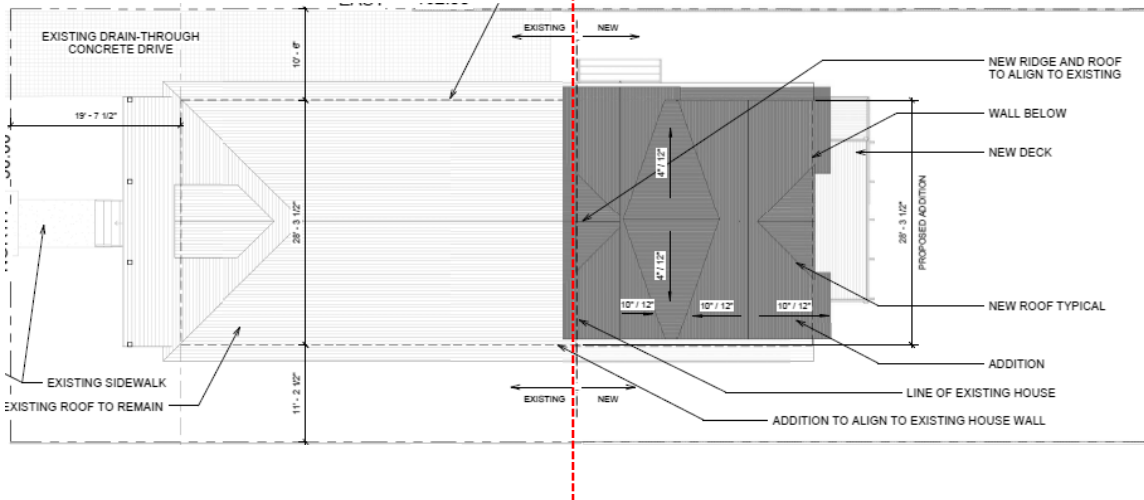 EXISTING DRAIN-THROUGH
CONCRETE DRIVE
10' - 6"
EXISTING
NEW
NEW RIDGE AND ROOF
TO ALIGN TO EXISTING
WALL BELOW
NEW DECK
19' - 7 1/2"
4" / 12"
28' - 3 1/2"
4" / 12"
28' - 3 1/2"
PROPOSED ADDITION
10" / 12"
10" / 12"
10" / 12"
NEW ROOF TYPICAL
ADDITION
EXISTING SIDEWALK
EXISTING ROOF TO REMAIN
11' - 2 1/2"
EXISTING
NEW
LINE OF EXISTING HOUSE
ADDITION TO ALIGN TO EXISTING HOUSE WALL